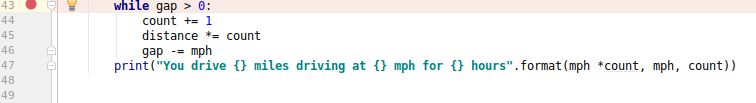 43 while gap > 0:
44 count += 1
45 distance *= count
46 gap -= mph
47 print("You drive {} miles driving at {} mph for {} hours".format(mph *count, mph, count))
48
49